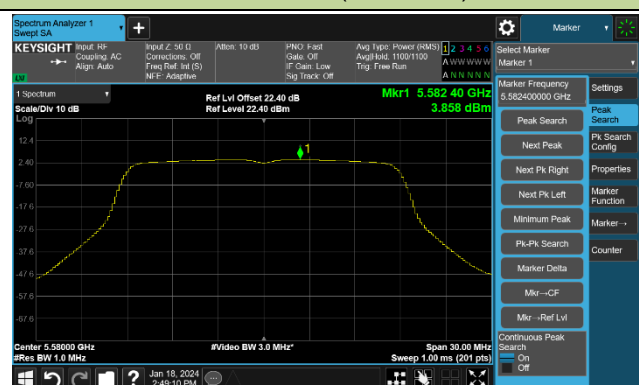 Spectrum Analyzer 1
Swept SA
Marker
KEYSIGHT
Input: RF
Coupling: AC
Align: Auto
Input Z: 50 Ω
Corrections: Off
Freq Ref: Int (S)
NFE: Adaptive
Atten: 10 dB
PNO: Fast
Gate: Off
IF Gain: Low
Sig Track: Off
Avg Type: Power (RMS)
Avg|Hold: 1100/1100
Trig: Free Run
1 2 3 4 5 6
A W W W W W
A N N N N N
LXI
Select Marker
Marker 1
1 Spectrum
Scale/Div 10 dB
Log
Ref Lvl Offset 22.40 dB
Ref Level 22.40 dBm
Mkr1 5.582 40 GHz
3.858 dBm
12.4
2.40
-7.60
-17.6
-27.6
-37.6
-47.6
-57.6
-67.6
1
Center 5.58000 GHz
#Res BW 1.0 MHz
#Video BW 3.0 MHz*
Span 30.00 MHz
Sweep 1.00 ms (201 pts)
Marker Frequency
5.582400000 GHz
Peak Search
Next Peak
Next Pk Right
Next Pk Left
Minimum Peak
Pk-Pk Search
Marker Delta
Mkr→CF
Mkr→Ref Lvl
Continuous Peak
Search
On
Off
Settings
Peak
Search
Pk Search
Config
Properties
Marker
Function
Marker→
Counter
Jan 18, 2024
2:49:10 PM